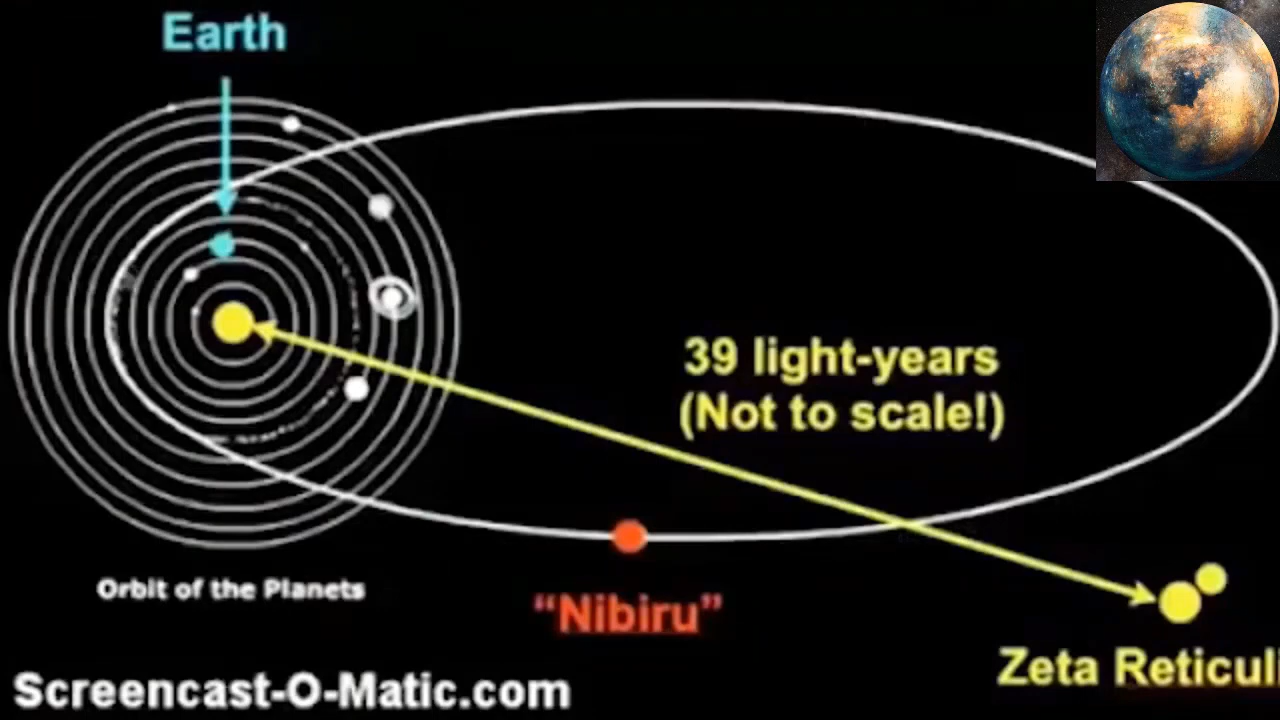 Earth
39 light-years
(Not to scale!)
Orbit of the Planets
“Nibiru”
Zeta Reticuli
Screencast-O-Matic.com